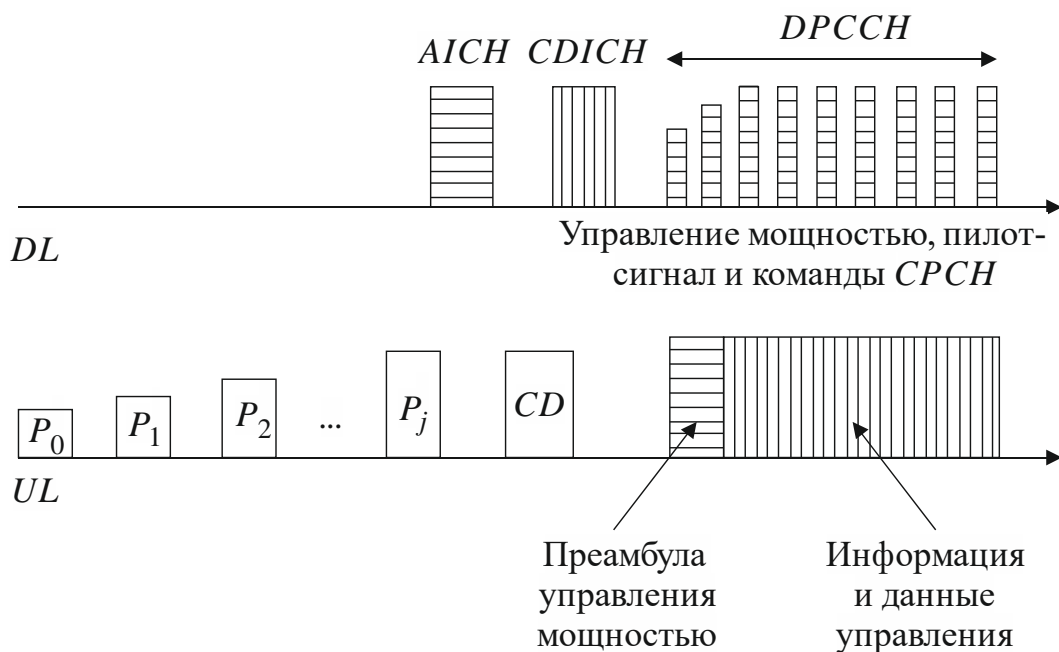 DPCCH
AICH CDICH
DL
Управление мощностью, пилот-
сигнал и команды CPCH
P0 P1 P2 ... Pj CD
UL
Преамбула
управления
мощностью
Информация
и данные
управления